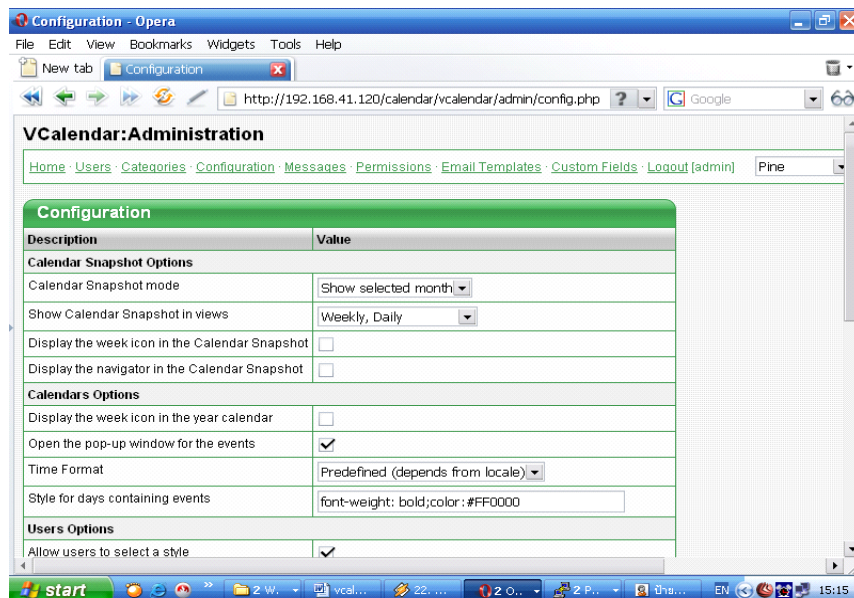 Configuration - Opera
File Edit View Bookmarks Widgets Tools Help
New tab Configuration
http://192.168.41.120/calendar/vcalendar/admin/config.php ? G Google
VCalendar:Administration
Home · Users · Categories · Configuration · Messages · Permissions · Email Templates · Custom Fields · Logout [admin] Pine
Configuration
Description Value
Calendar Snapshot Options
Calendar Snapshot mode Show selected month
Show Calendar Snapshot in views Weekly, Daily
Display the week icon in the Calendar Snapshot
Display the navigator in the Calendar Snapshot
Calendars Options
Display the week icon in the year calendar
Open the pop-up window for the events
Time Format Predefined (depends from locale)
Style for days containing events font-weight: bold;color:#FF0000
Users Options
Allow users to select a style
start » 2 W. vcal... 22. ... 2 O.. 2 P.. EN 15:15